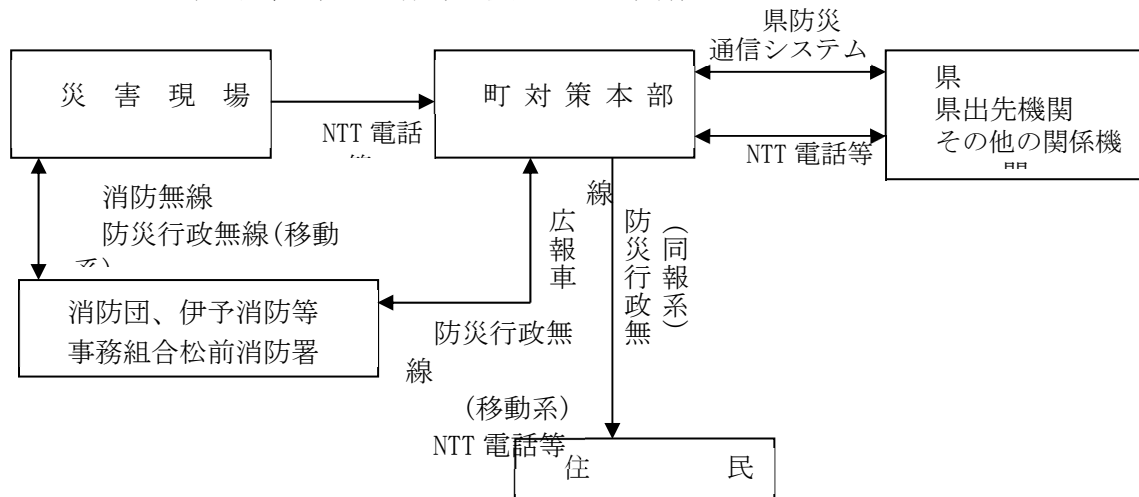 県防災
通信システム
災害現場
町対策本部
県
県出先機関
その他の関係機
NTT電話
NTT電話等
消防無線
防災行政無線(移動
系)
広報車
線
防災行政無
(同報系)
消防団、伊予消防等
事務組合松前消防署
防災行政無
線
(移動系)
NTT電話等
住民